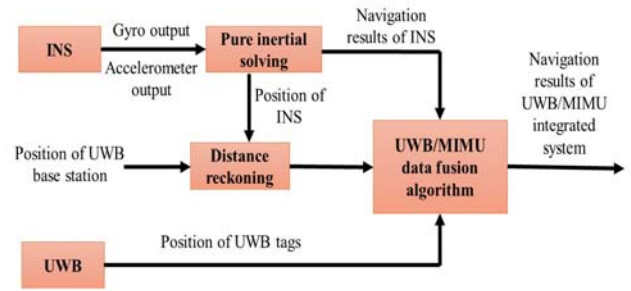 Gyro output
INS
Accelerometer
output
Pure inertial
solving
Navigation
results of INS
Position of
INS
Navigation
results of
UWB/MIMU
integrated
system
Position of UWB
base station
Distance
reckoning
UWB/MIMU
data fusion
algorithm
Position of UWB tags
UWB